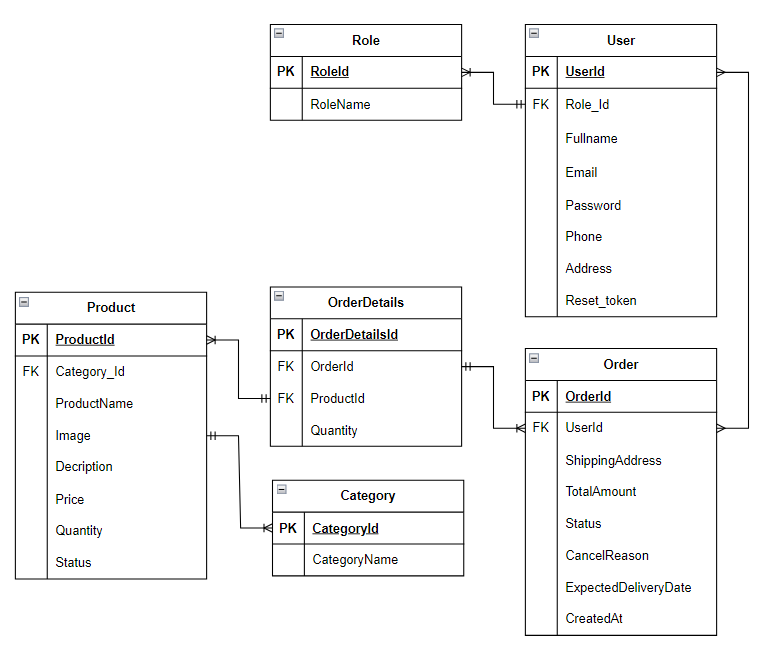 Role
PK RoleId
RoleName
User
PK UserId
FK Role_Id
Fullname
Email
Password
Phone
Address
Reset_token
Product
PK ProductId
FK Category_Id
ProductName
Image
Decription
Price
Quantity
Status
OrderDetails
PK OrderDetailsId
FK OrderId
FK ProductId
Quantity
Category
PK CategoryId
CategoryName
Order
PK OrderId
FK UserId
ShippingAddress
TotalAmount
Status
CancelReason
ExpectedDeliveryDate
CreatedAt